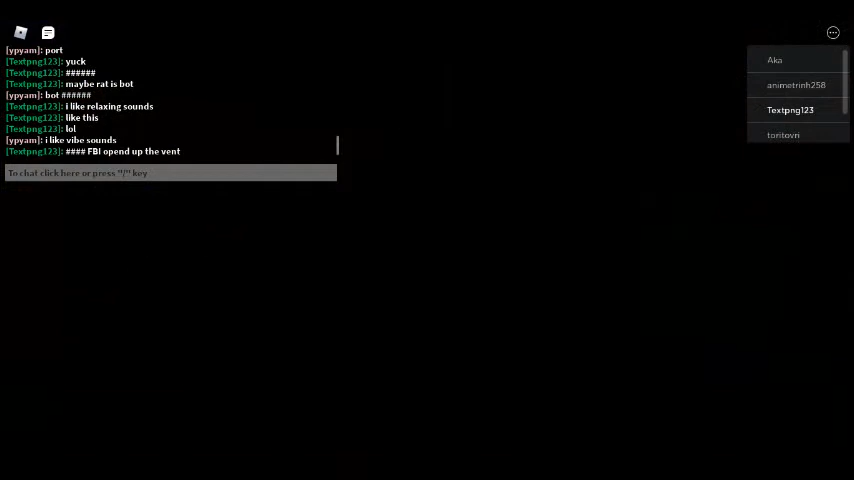 [ypyam]: port
[Textpng123]: yuck
[Textpng123]: ######
[Textpng123]: maybe rat is bot
[ypyam]: bot ######
[Textpng123]: i like relaxing sounds
[Textpng123]: like this
[Textpng123]: lol
[ypyam]: i like vibe sounds
[Textpng123]: #### FBI opend up the vent
To chat click here or press "/" key
Aka
animetrinh258
Textpng123
toritovri